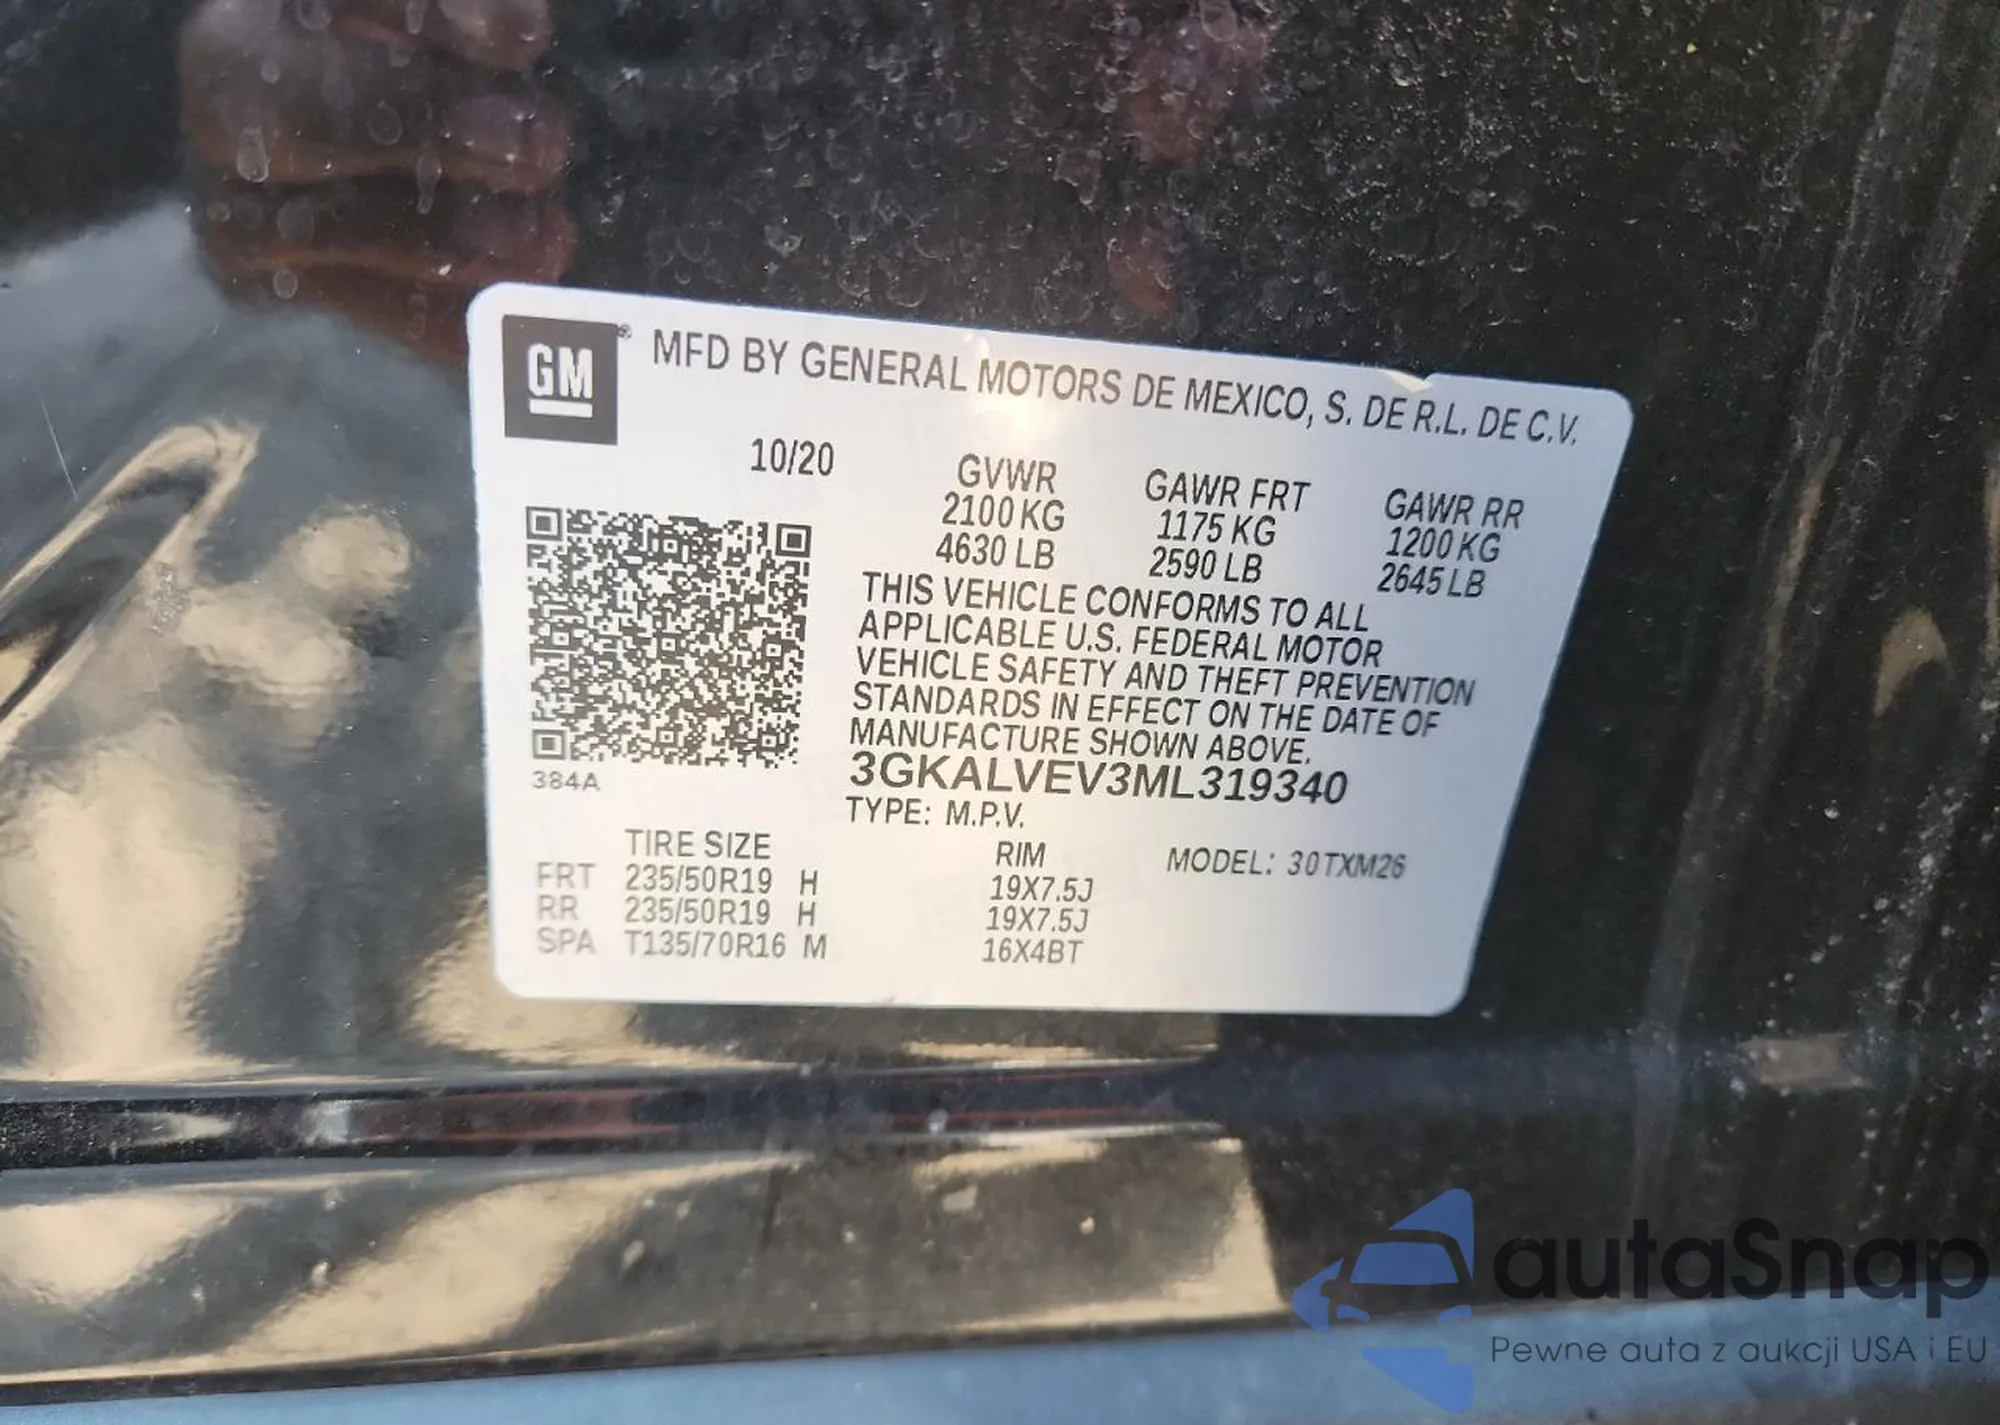 GM ® MFD BY GENERAL MOTORS DE MEXICO, S. DE R.L. DE C.V.
10/20 GVWR GAWR FRT GAWR RR
2100 KG 1175 KG 1200 KG
4630 LB 2590 LB 2645 LB
THIS VEHICLE CONFORMS TO ALL
APPLICABLE U.S. FEDERAL MOTOR
VEHICLE SAFETY AND THEFT PREVENTION
STANDARDS IN EFFECT ON THE DATE OF
MANUFACTURE SHOWN ABOVE.
3GKALVEV3ML319340
384A
TYPE: M.P.V.
TIRE SIZE RIM MODEL: 30TXM26
FRT 235/50R19 H 19X7.5J
RR 235/50R19 H 19X7.5J
SPA T135/70R16 M 16X4BT
autaSnap
Pewne auta z aukcji USA i EU